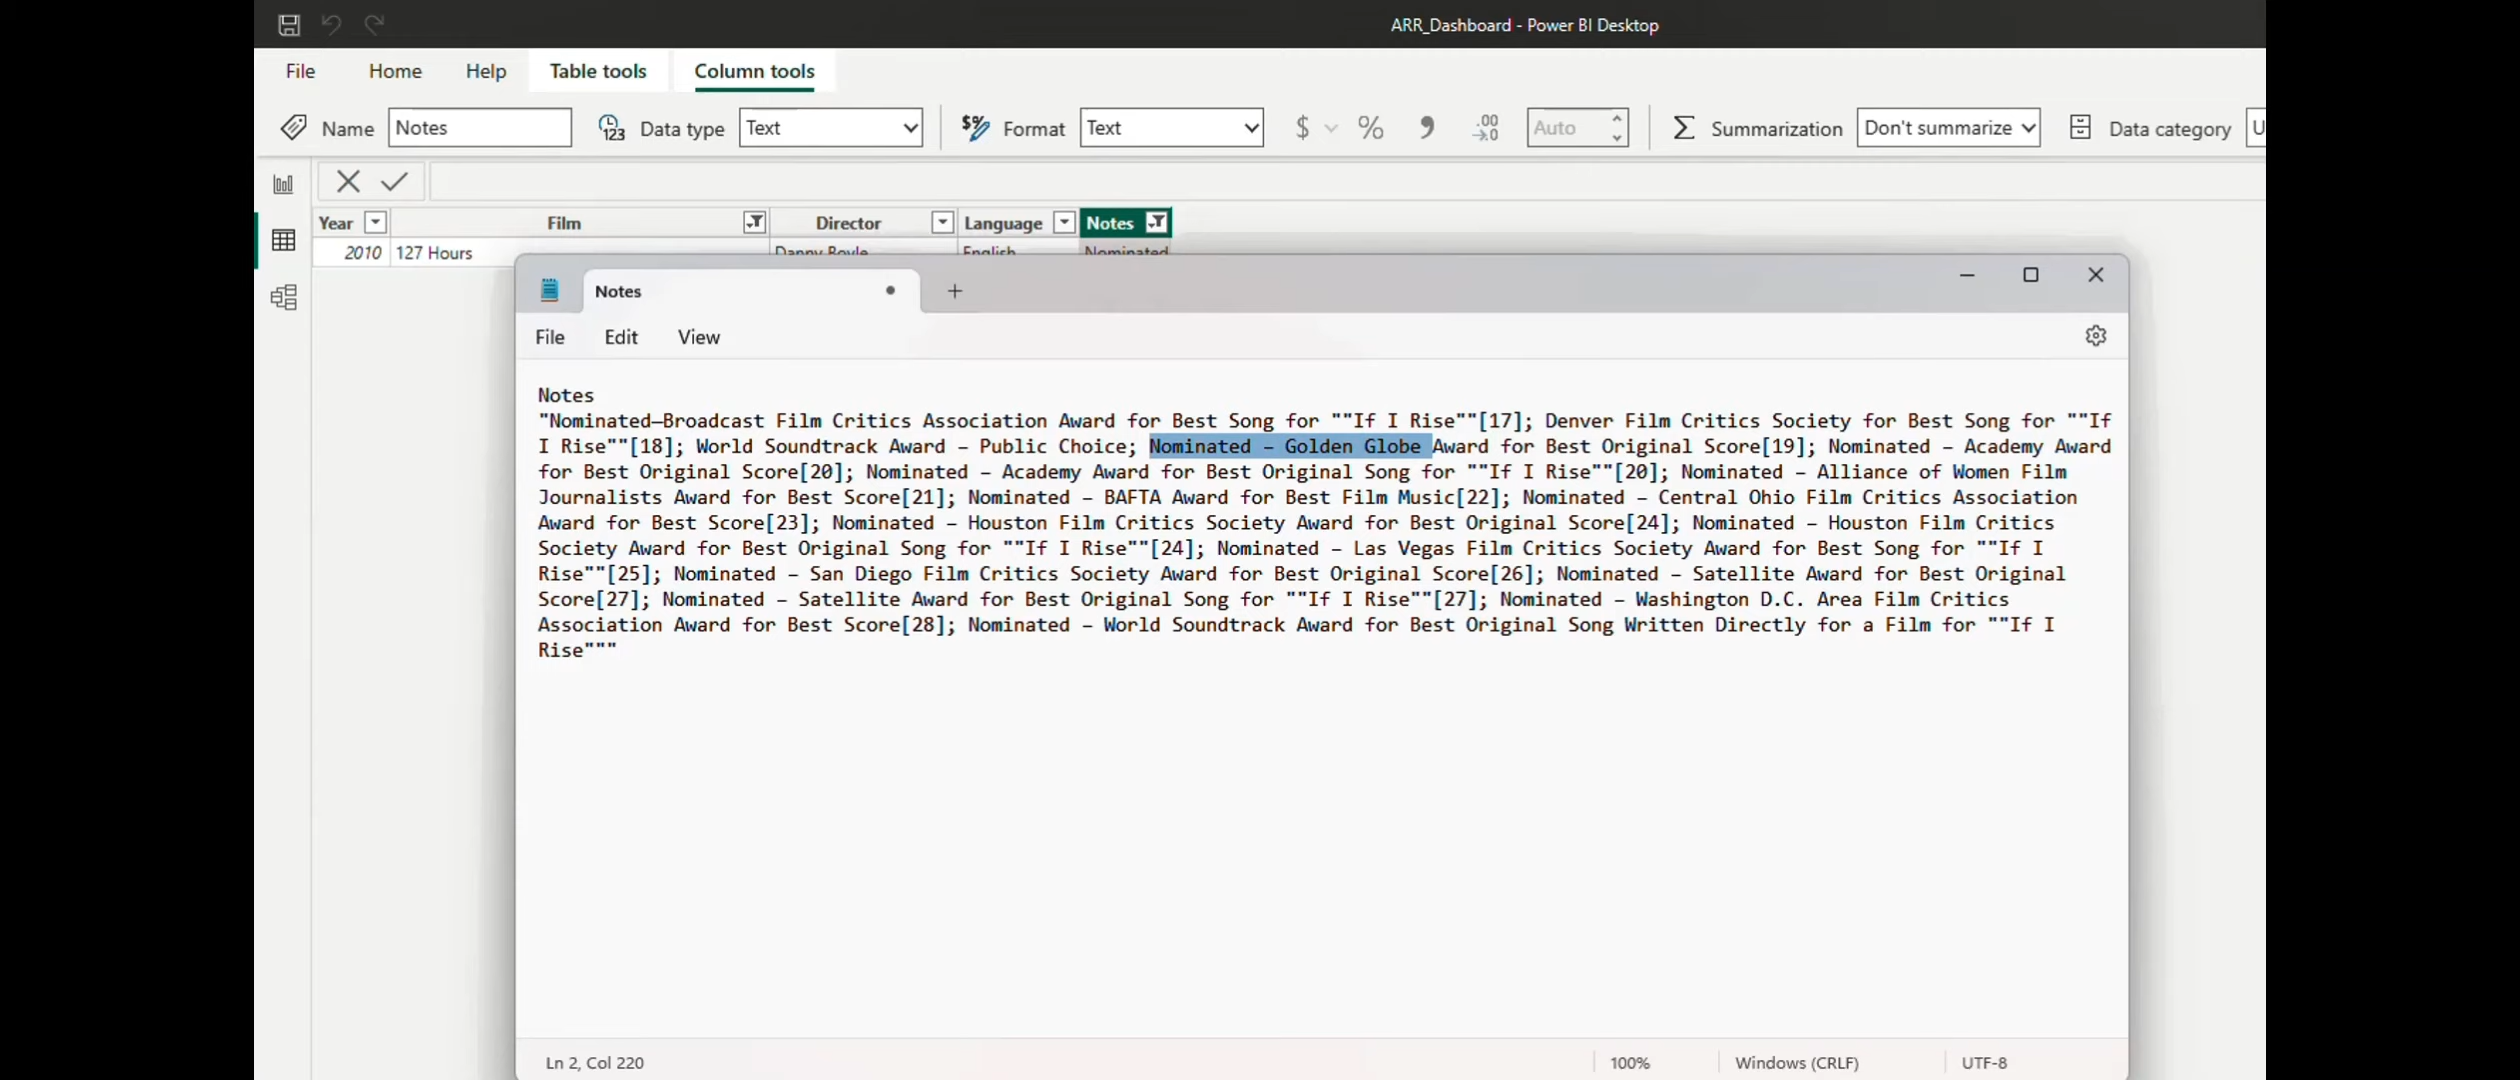 ARR_Dashboard - Power BI Desktop
File Home Help Table tools Column tools
Name Notes Data type Text Format Text $ % Auto Summarization Don't summarize Data category
Year Film Director Language Notes
2010 127 Hours Danny Boyle English Nominated
Notes
File Edit View
Notes
"Nominated—Broadcast Film Critics Association Award for Best Song for ""If I Rise""[17]; Denver Film Critics Society for Best Song for ""If
I Rise""[18]; World Soundtrack Award – Public Choice; Nominated – Golden Globe Award for Best Original Score[19]; Nominated – Academy Award
for Best Original Score[20]; Nominated – Academy Award for Best Original Song for ""If I Rise""[20]; Nominated – Alliance of Women Film
Journalists Award for Best Score[21]; Nominated – BAFTA Award for Best Film Music[22]; Nominated – Central Ohio Film Critics Association
Award for Best Score[23]; Nominated – Houston Film Critics Society Award for Best Original Score[24]; Nominated – Houston Film Critics
Society Award for Best Original Song for ""If I Rise""[24]; Nominated – Las Vegas Film Critics Society Award for Best Song for ""If I
Rise""[25]; Nominated – San Diego Film Critics Society Award for Best Original Score[26]; Nominated – Satellite Award for Best Original
Score[27]; Nominated – Satellite Award for Best Original Song for ""If I Rise""[27]; Nominated – Washington D.C. Area Film Critics
Association Award for Best Score[28]; Nominated – World Soundtrack Award for Best Original Song Written Directly for a Film for ""If I
Rise"""
Ln 2, Col 220 100% Windows (CRLF) UTF-8